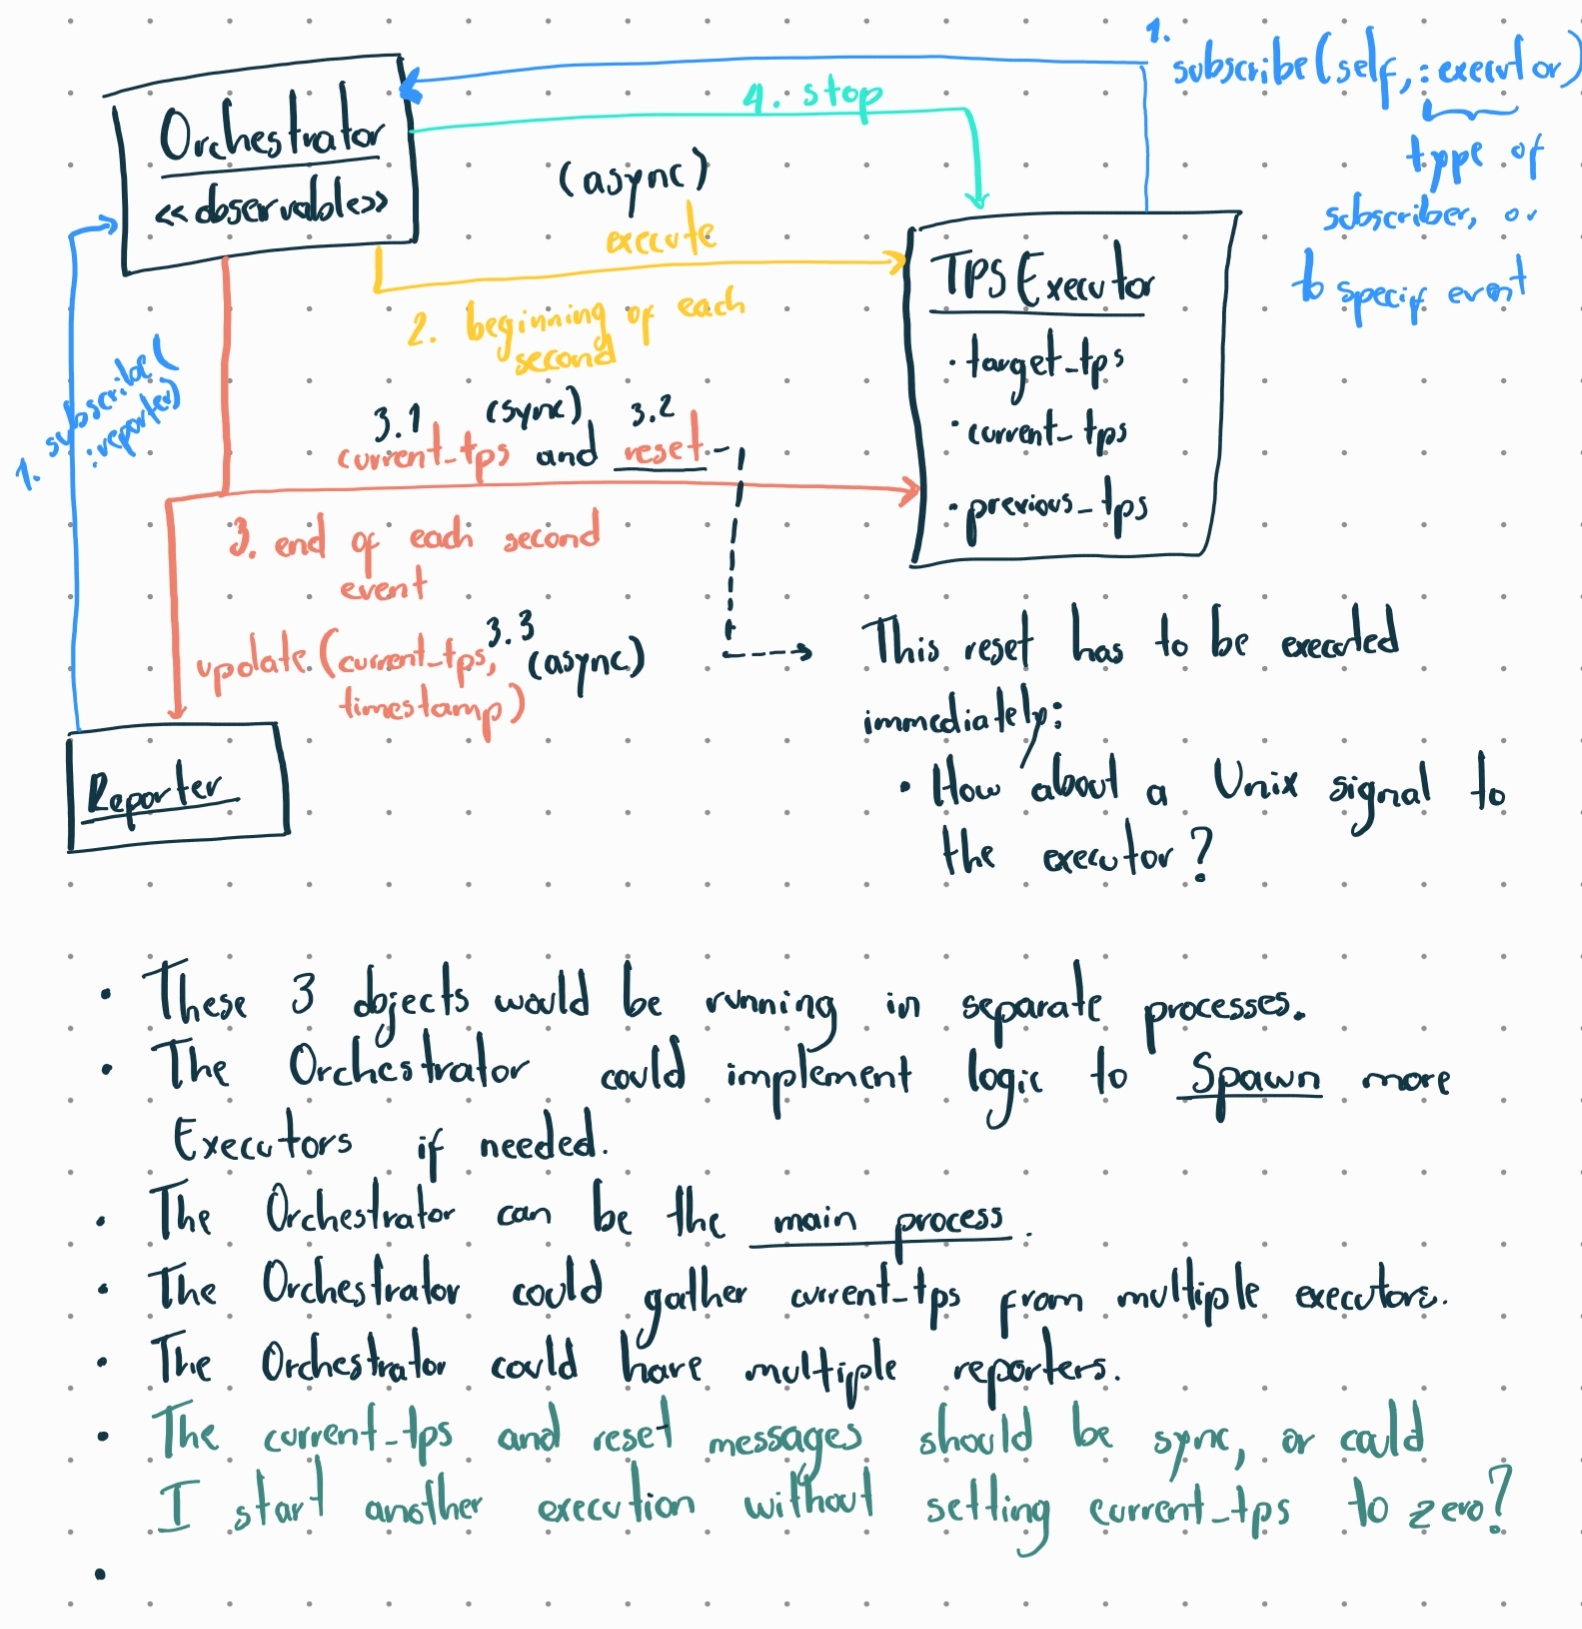 1.
subscribe(self, :executor)
4. stop
Orchestrator
<<observable>>
type of
subscriber, or
to specif event
(async)
execute
2. beginning of each
second
TPS Executor
• target_tps
• current_tps
• previous_tps
1. subscribe(
:reporter)
3.1 (sync) 3.2
current_tps and reset
3. end of each second
event
3.3
update(current_tps, (async)
timestamp)
Reporter
This reset has to be executed
immediately:
• How about a Unix signal to
the executor?
• These 3 objects would be running in separate processes.
• The Orchestrator could implement logic to Spawn more
Executors if needed.
• The Orchestrator can be the main process.
• The Orchestrator could gather current_tps from multiple executors.
• The Orchestrator could have multiple reporters.
• The current_tps and reset messages should be sync, or could
I start another execution without setting current_tps to zero?
•